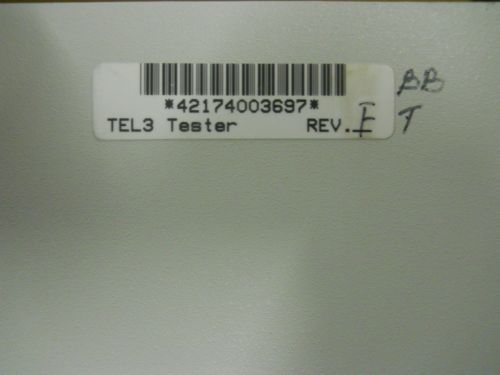 *42174003697*
TEL3 Tester REV. E
BB
T